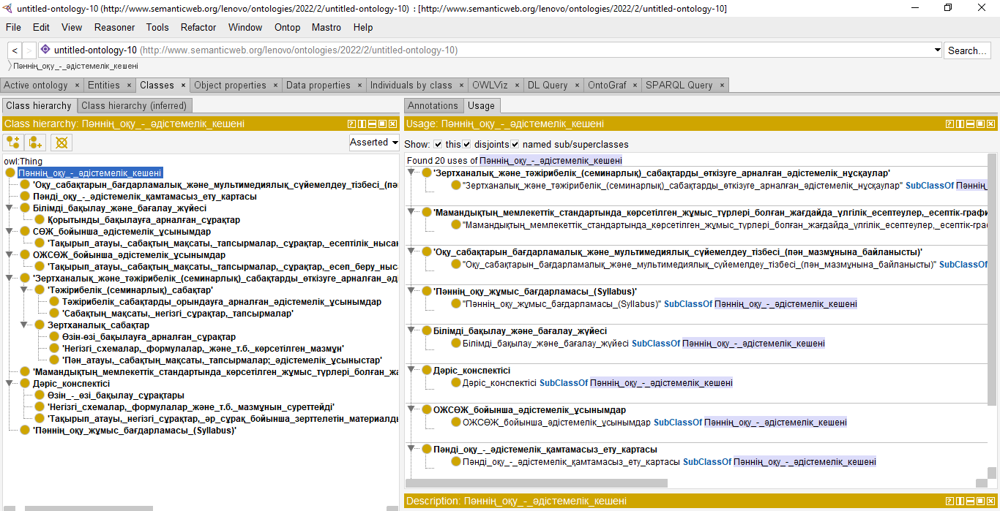 untitled-ontology-10 (http://www.semanticweb.org/lenovo/ontologies/2022/2/untitled-ontology-10) : [http://www.semanticweb.org/lenovo/ontologies/2022/2/untitled-ontology-10]
File Edit View Reasoner Tools Refactor Window Ontop Mastro Help
< > untitled-ontology-10 (http://www.semanticweb.org/lenovo/ontologies/2022/2/untitled-ontology-10) Search...
Пәннің_оқу_-_әдістемелік_кешені
Active ontology × Entities × Classes × Object properties × Data properties × Individuals by class × OWLViz × DL Query × OntoGraf × SPARQL Query ×
Class hierarchy Class hierarchy (inferred)
Class hierarchy: Пәннің_оқу_-_әдістемелік_кешені
Asserted
owl:Thing
Пәннің_оқу_-_әдістемелік_кешені
'Оқу_сабақтарын_бағдарламалық_және_мультимедиялық_сүйемелдеу_тізбесі_(пән
Пәнді_оқу_-_әдістемелік_қамтамасыз_ету_картасы
Білімді_бақылау_және_бағалау_жүйесі
Қорытынды_бақылауға_арналған_сұрақтар
СӨЖ_бойынша_әдістемелік_ұсынымдар
'Тақырып_атауы,_сабақтың_мақсаты,_тапсырмалар,_сұрақтар,_есептілік_нысан
ОЖСӨЖ_бойынша_әдістемелік_ұсынымдар
'Тақырып_атауы,_сабақтың_мақсаты,_тапсырмалар,_сұрақтар,_есеп_беру_ныс
'Зертханалық_және_тәжірибелік_(семинарлық)_сабақтарды_өткізуге_арналған_әд
'Тәжірибелік_(семинарлық)_сабақтар'
Тәжірибелік_сабақтарды_орындауға_арналған_әдістемелік_ұсынымдар
'Сабақтың_мақсаты,_негізгі_сұрақтар,_тапсырмалар'
Зертханалық_сабақтар
Өзін-өзі_бақылауға_арналған_сұрақтар
'Негізгі_схемалар,_формулалар,_және_т.б._көрсетілген_мазмұн'
'Пән_атауы,_сабақтың_мақсаты,_тапсырмалар;_әдістемелік_ұсыныстар'
'Мамандықтың_мемлекеттік_стандартында_көрсетілген_жұмыс_түрлері_болған_жа
Дәріс_конспектісі
Өзін_-_өзі_бақылау_сұрақтары
'Негізгі_схемалар,_формулалар_және_т.б._мазмұнын_суреттейді'
'Тақырып_атауы,_негізгі_сұрақтар,_әр_сұрақ_бойынша_зерттелетін_материалд
'Пәннің_оқу_жұмыс_бағдарламасы_(Syllabus)'
Annotations Usage
Usage: Пәннің_оқу_-_әдістемелік_кешені
Show: this disjoints named sub/superclasses
Found 20 uses of Пәннің_оқу_-_әдістемелік_кешені
'Зертханалық_және_тәжірибелік_(семинарлық)_сабақтарды_өткізуге_арналған_әдістемелік_нұсқаулар'
"Зертханалық_және_тәжірибелік_(семинарлық)_сабақтарды_өткізуге_арналған_әдістемелік_нұсқаулар" SubClassOf Пәннің_
'Мамандықтың_мемлекеттік_стандартында_көрсетілген_жұмыс_түрлері_болған_жағдайда_үлгілік_есептеулер,_есептік-графи
"Мамандықтың_мемлекеттік_стандартында_көрсетілген_жұмыс_түрлері_болған_жағдайда_үлгілік_есептеулер,_есептік-гра
'Оқу_сабақтарын_бағдарламалық_және_мультимедиялық_сүйемелдеу_тізбесі_(пән_мазмұнына_байланысты)'
"Оқу_сабақтарын_бағдарламалық_және_мультимедиялық_сүйемелдеу_тізбесі_(пән_мазмұнына_байланысты)" SubClassOf
'Пәннің_оқу_жұмыс_бағдарламасы_(Syllabus)'
"Пәннің_оқу_жұмыс_бағдарламасы_(Syllabus)" SubClassOf Пәннің_оқу_-_әдістемелік_кешені
Білімді_бақылау_және_бағалау_жүйесі
Білімді_бақылау_және_бағалау_жүйесі SubClassOf Пәннің_оқу_-_әдістемелік_кешені
Дәріс_конспектісі
Дәріс_конспектісі SubClassOf Пәннің_оқу_-_әдістемелік_кешені
ОЖСӨЖ_бойынша_әдістемелік_ұсынымдар
ОЖСӨЖ_бойынша_әдістемелік_ұсынымдар SubClassOf Пәннің_оқу_-_әдістемелік_кешені
Пәнді_оқу_-_әдістемелік_қамтамасыз_ету_картасы
Пәнді_оқу_-_әдістемелік_қамтамасыз_ету_картасы SubClassOf Пәннің_оқу_-_әдістемелік_кешені
Description: Пәннің_оқу_-_әдістемелік_кешені